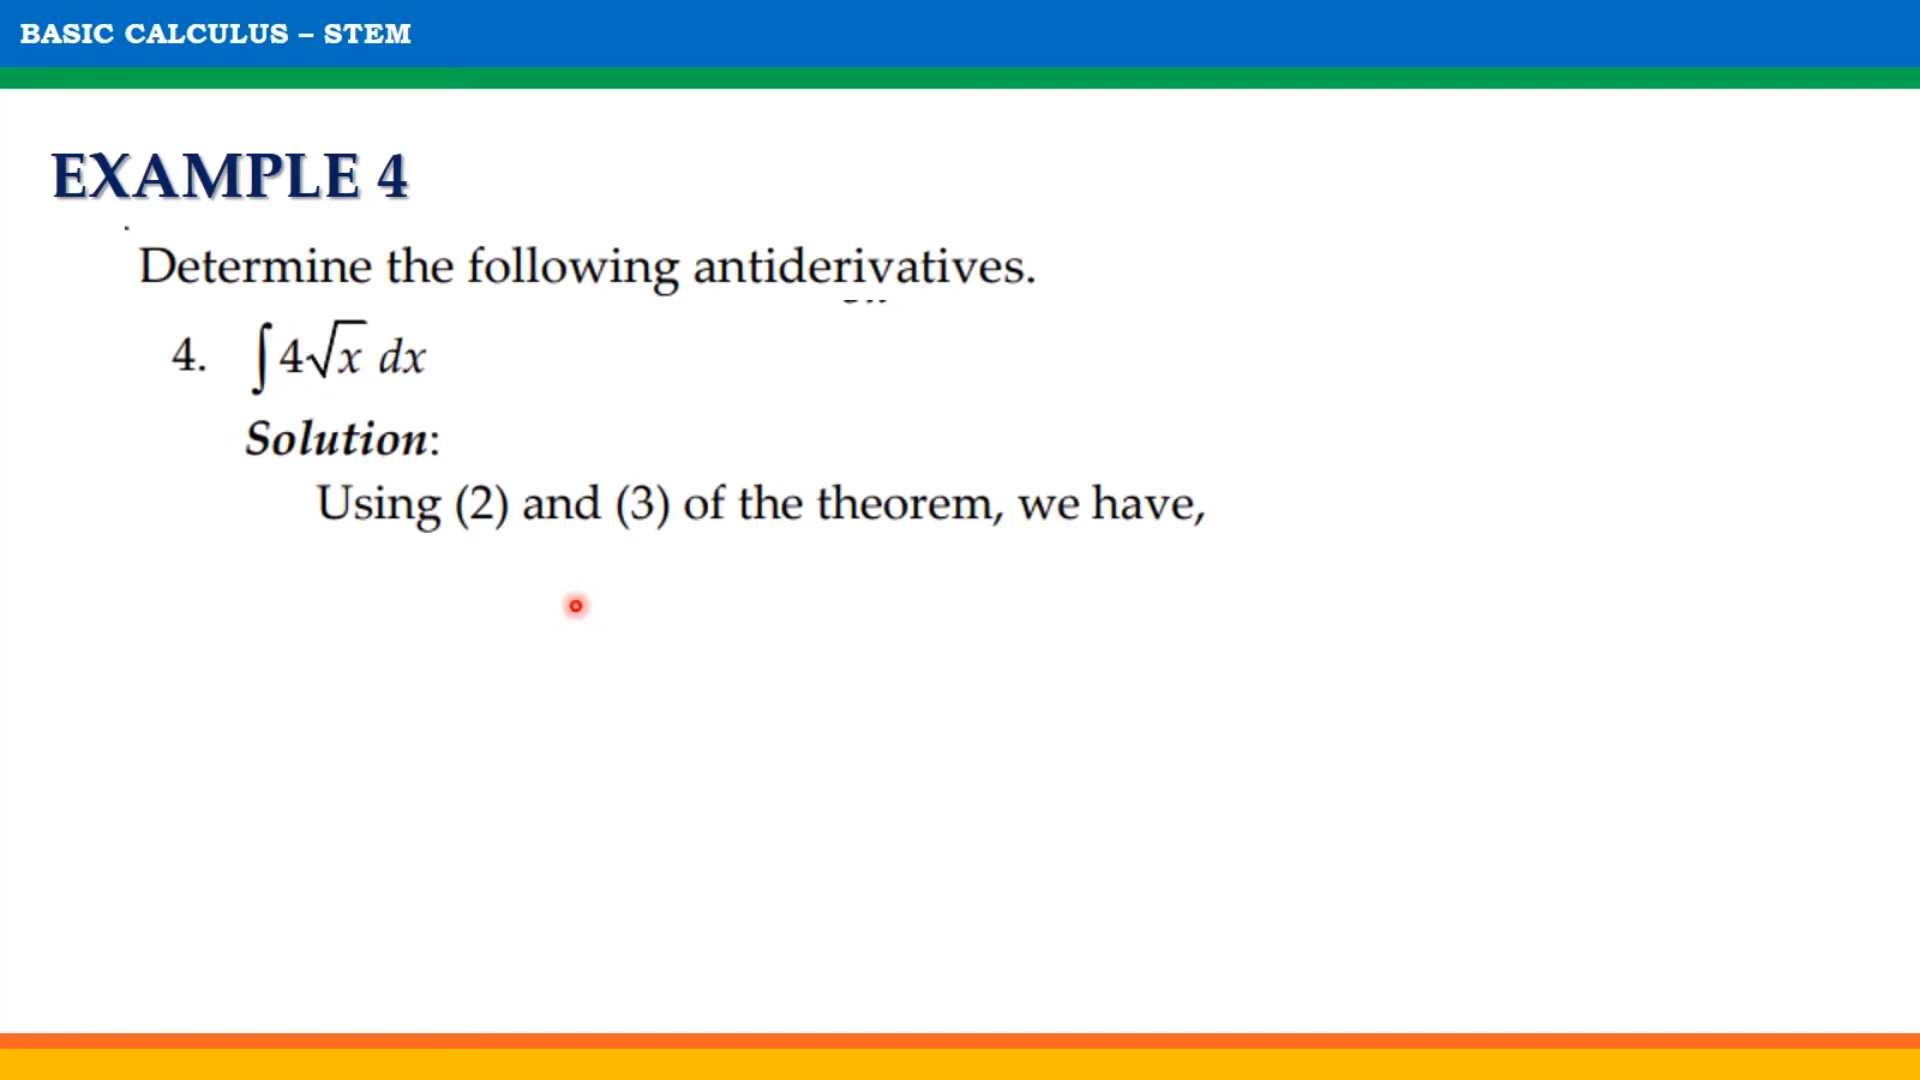 BASIC CALCULUS – STEM
EXAMPLE 4
Determine the following antiderivatives.
4. ∫4√x dx
Solution:
Using (2) and (3) of the theorem, we have,